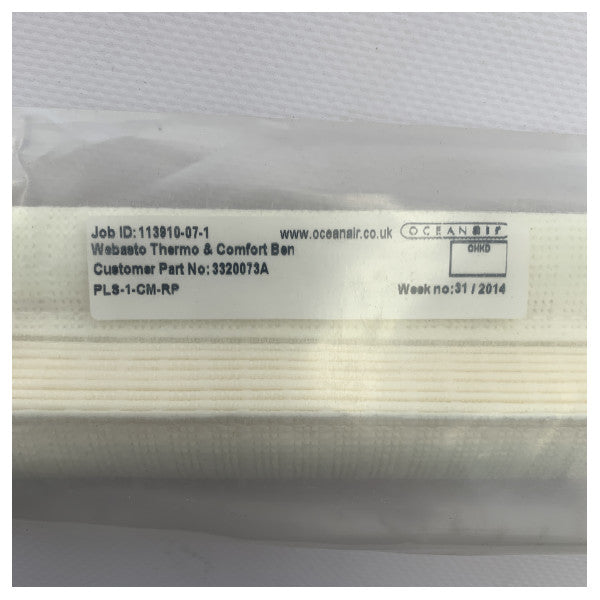 Job ID: 113910-07-1 www.oceanair.co.uk OCEANAIR
Webasto Thermo & Comfort Ben CHKD
Customer Part No: 3320073A
PLS-1-CM-RP Week no: 31 / 2014